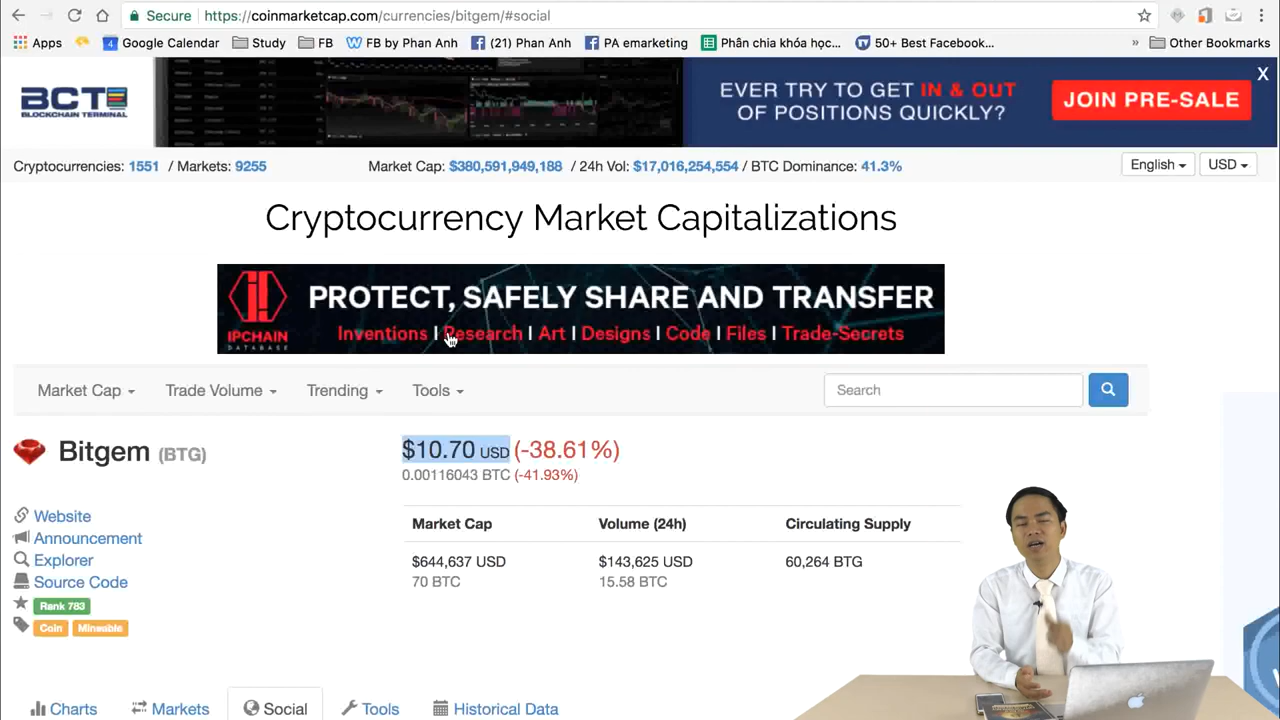 Secure https://coinmarketcap.com/currencies/bitgem/#social
Apps 4 Google Calendar Study FB FB by Phan Anh (21) Phan Anh PA emarketing Phân chia khóa học... 50+ Best Facebook... » Other Bookmarks
BCT
BLOCKCHAIN TERMINAL
EVER TRY TO GET IN & OUT
OF POSITIONS QUICKLY?
JOIN PRE-SALE
X
Cryptocurrencies: 1551 / Markets: 9255 Market Cap: $380,591,949,188 / 24h Vol: $17,016,254,554 / BTC Dominance: 41.3% English USD
Cryptocurrency Market Capitalizations
IPCHAIN
DATABASE
PROTECT, SAFELY SHARE AND TRANSFER
Inventions | Research | Art | Designs | Code | Files | Trade-Secrets
Market Cap Trade Volume Trending Tools Search
Bitgem (BTG) $10.70 USD (-38.61%)
0.00116043 BTC (-41.93%)
Website
Announcement
Explorer
Source Code
Rank 783
Coin Mineable
Market Cap Volume (24h) Circulating Supply
$644,637 USD $143,625 USD 60,264 BTG
70 BTC 15.58 BTC
Charts Markets Social Tools Historical Data